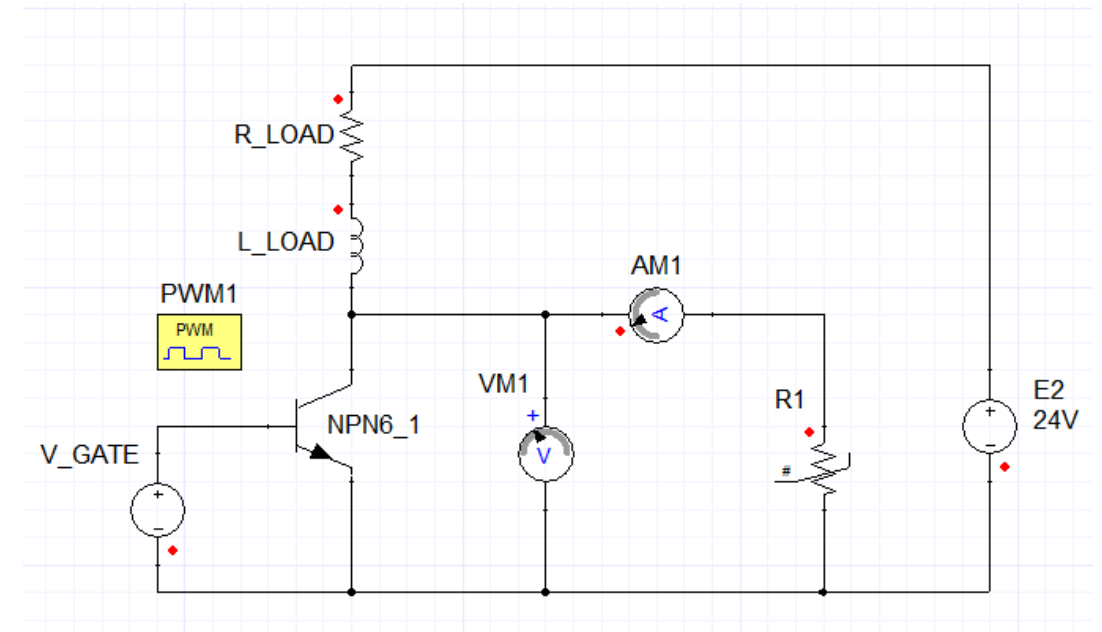 R_LOAD
L_LOAD
AM1
A
PWM1
PWM
VM1
+
V
NPN6_1
V_GATE
+
−
R1
#
E2
24V
+
−